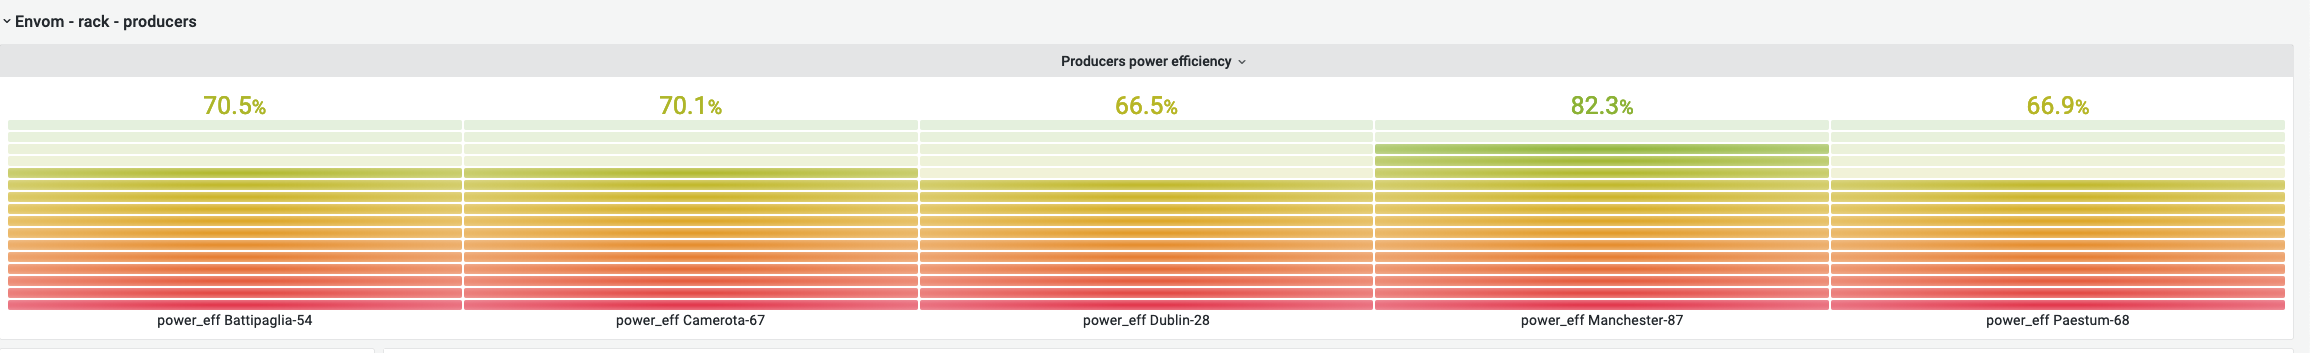 Envom - rack - producers
Producers power efficiency
70.5% 70.1% 66.5% 82.3% 66.9%
power_eff Battipaglia-54 power_eff Camerota-67 power_eff Dublin-28 power_eff Manchester-87 power_eff Paestum-68